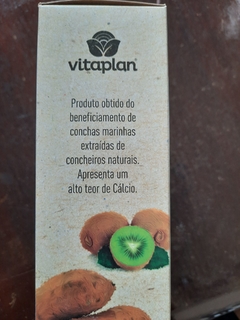 vitaplan
Produto obtido do
beneficiamento de
conchas marinhas
extraídas de
concheiros naturais.
Apresenta um
alto teor de Cálcio.